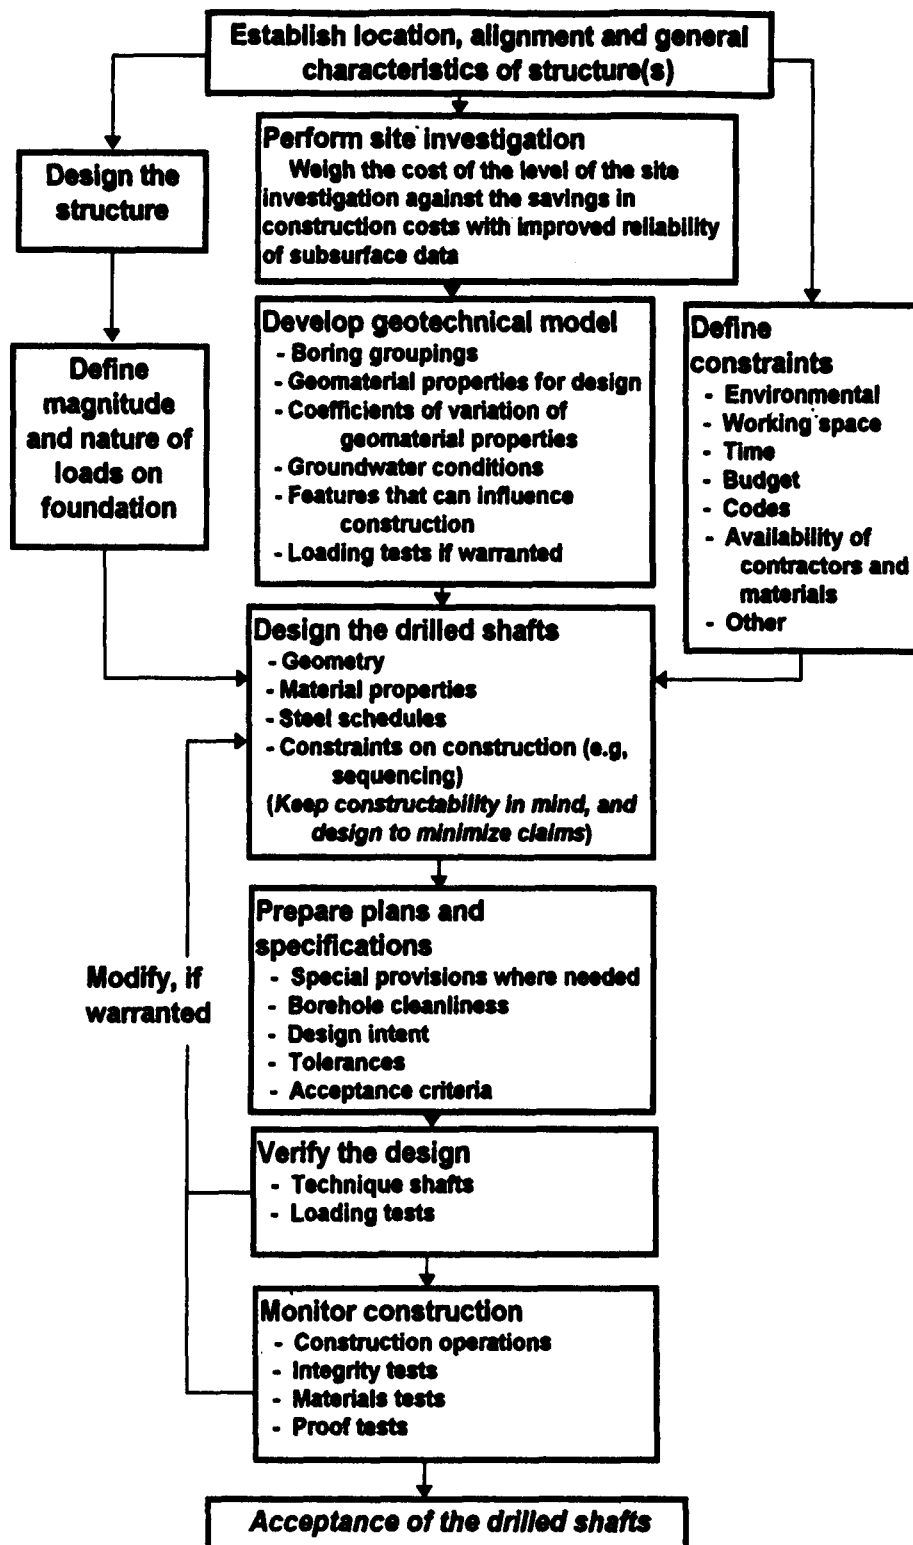 Establish location, alignment and general
characteristics of structure(s)
Design the
structure
Define
magnitude
and nature of
loads on
foundation
Perform site investigation
Weigh the cost of the level of the site
investigation against the savings in
construction costs with improved reliability
of subsurface data
Develop geotechnical model
- Boring groupings
- Geomaterial properties for design
- Coefficients of variation of
geomaterial properties
- Groundwater conditions
- Features that can influence
construction
- Loading tests if warranted
Define
constraints
- Environmental
- Working space
- Time
- Budget
- Codes
- Availability of
contractors and
materials
- Other
Design the drilled shafts
- Geometry
- Material properties
- Steel schedules
- Constraints on construction (e.g,
sequencing)
(Keep constructability in mind, and
design to minimize claims)
Prepare plans and
specifications
- Special provisions where needed
- Borehole cleanliness
- Design intent
- Tolerances
- Acceptance criteria
Modify, if
warranted
Verify the design
- Technique shafts
- Loading tests
Monitor construction
- Construction operations
- Integrity tests
- Materials tests
- Proof tests
Acceptance of the drilled shafts